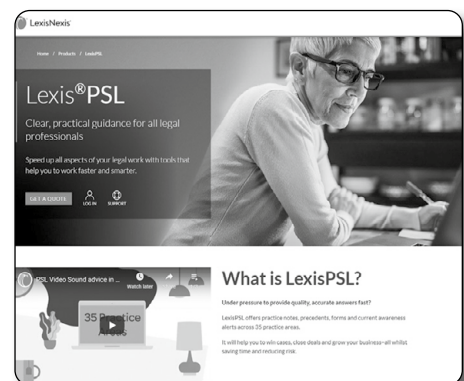 LexisNexis®
Home / Products / LexisPSL
Lexis®PSL
Clear, practical guidance for all legal
professionals
Speed up all aspects of your legal work with tools that
help you to work faster and smarter.
GET A QUOTE
LOG IN
SUPPORT
PSL Video Sound advice in ...
Watch later
35 Practice
Areas
What is LexisPSL?
Under pressure to provide quality, accurate answers fast?
LexisPSL offers practice notes, precedents, forms and current awareness
alerts across 35 practice areas.
It will help you to win cases, close deals and grow your business–all whilst
saving time and reducing risk.